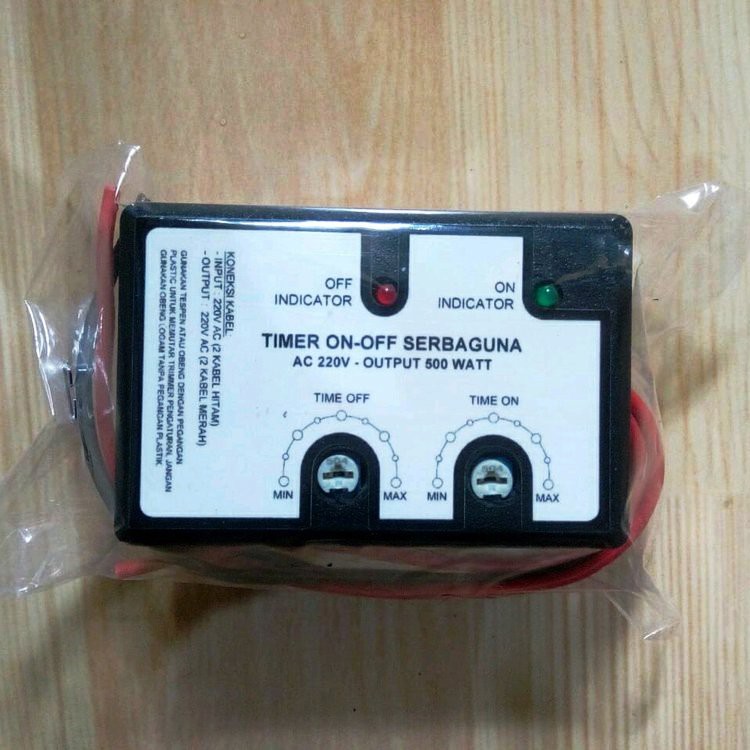 OFF
INDICATOR
ON
INDICATOR
TIMER ON-OFF SERBAGUNA
AC 220V - OUTPUT 500 WATT
TIME OFF
MIN
MAX
TIME ON
MIN
MAX
KONEKSI KABEL
- INPUT : 220V AC (2 KABEL HITAM)
- OUTPUT : 220V AC (2 KABEL MERAH)
GUNAKAN TESPEN ATAU OBENG DENGAN PEGANGAN
PLASTIC UNTUK MEMUTAR TRIMMER PENGATURAN, JANGAN
GUNAKAN OBENG LOGAM TANPA PEGANGAN PLASTIK